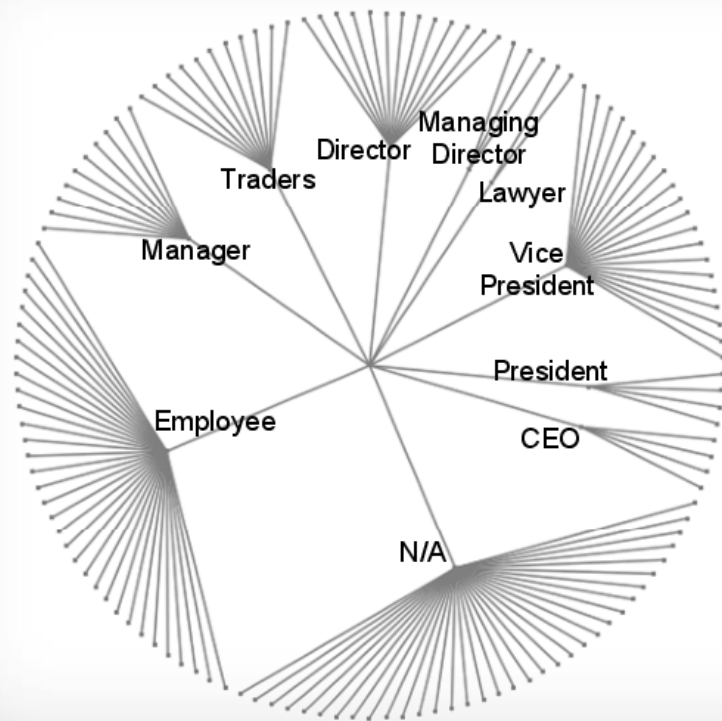 Managing
Director
Director
Traders
Lawyer
Manager
Vice
President
President
Employee
CEO
N/A